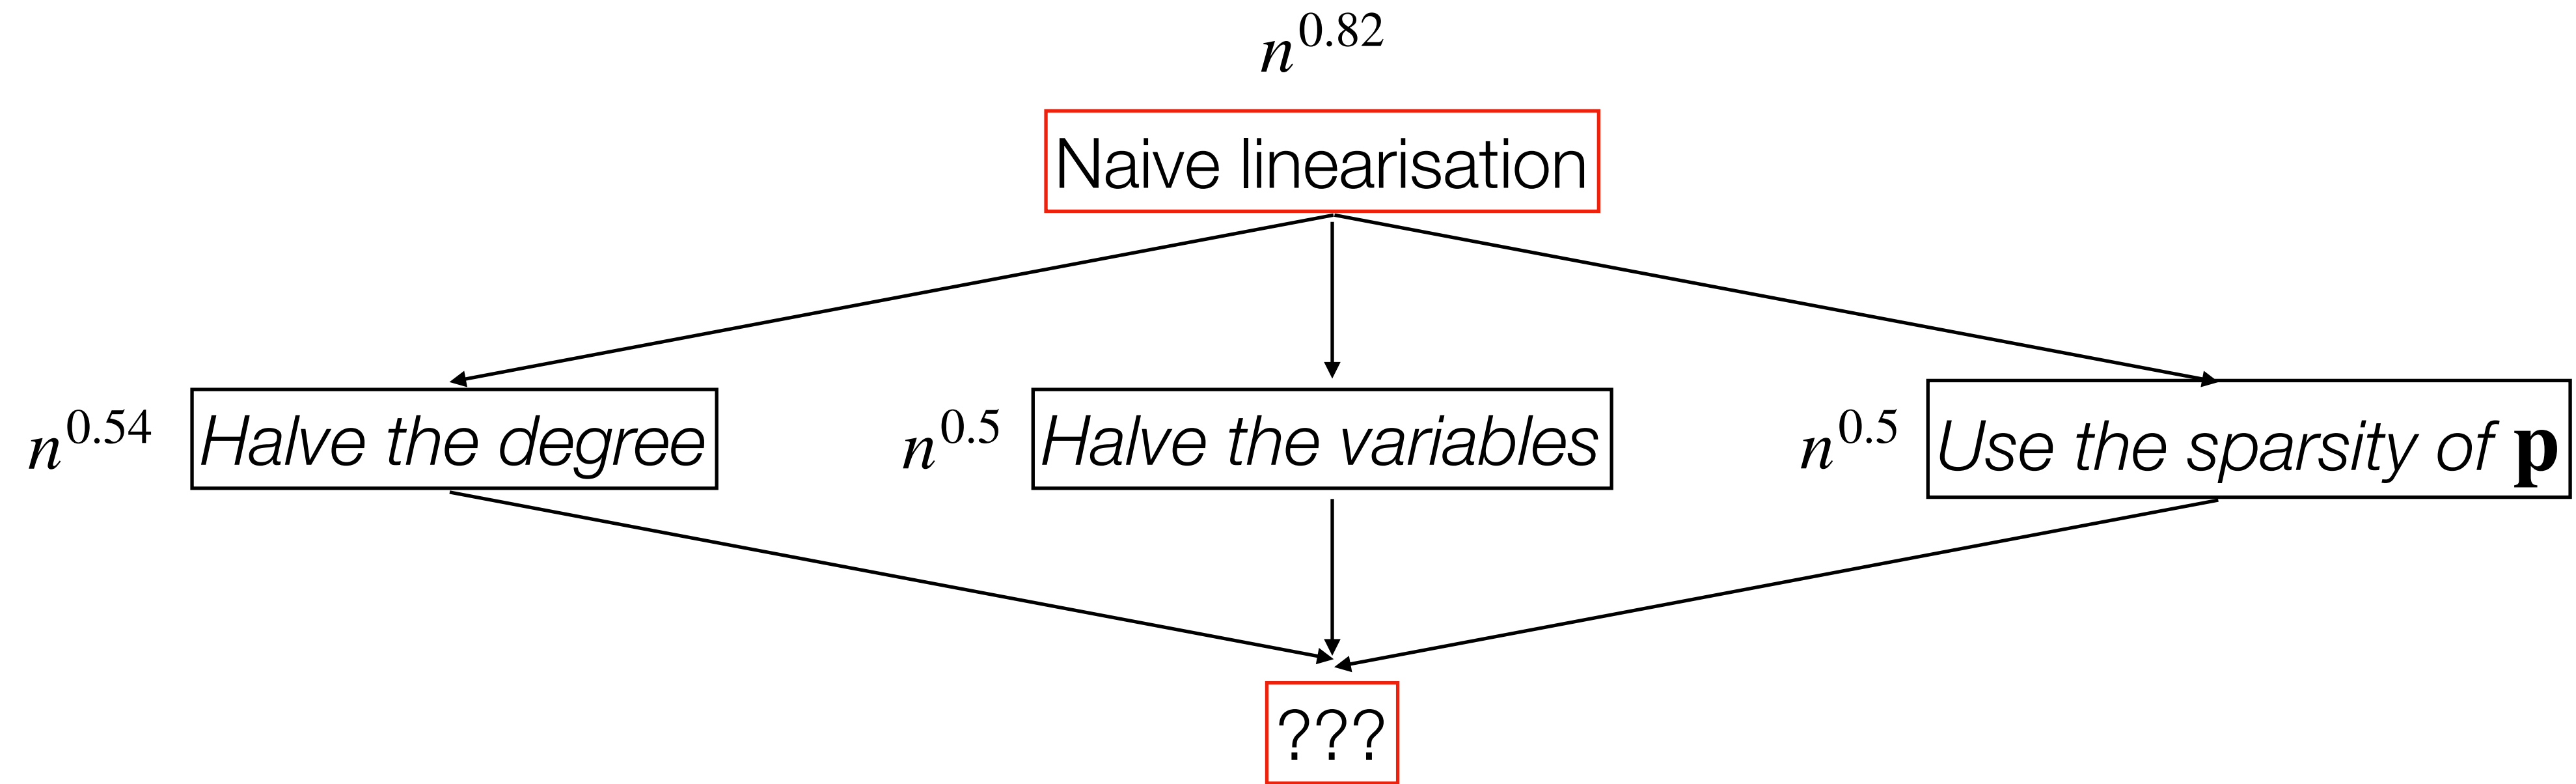 n^0.82
Naive linearisation
n^0.54 Halve the degree
n^0.5 Halve the variables
n^0.5 Use the sparsity of p
???